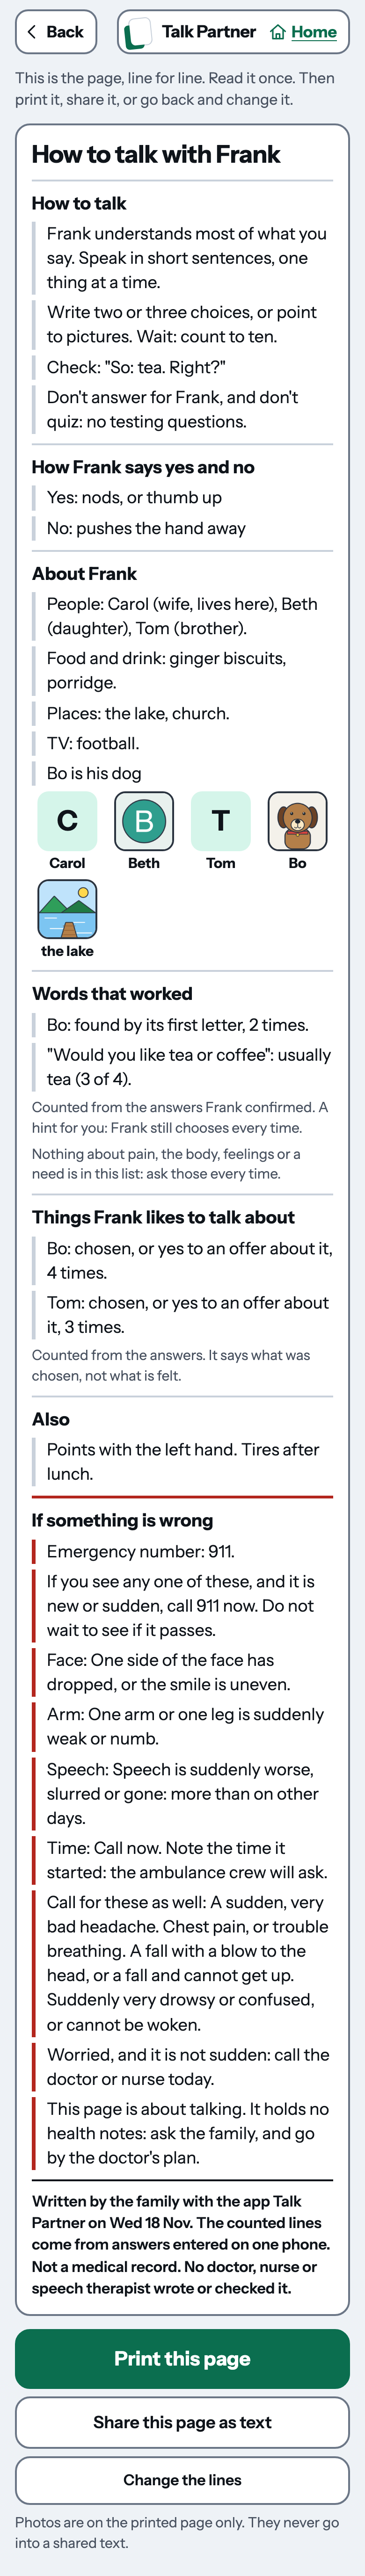 Back
Talk Partner
Home
This is the page, line for line. Read it once. Then
print it, share it, or go back and change it.
How to talk with Frank
How to talk
Frank understands most of what you
say. Speak in short sentences, one
thing at a time.
Write two or three choices, or point
to pictures. Wait: count to ten.
Check: "So: tea. Right?"
Don't answer for Frank, and don't
quiz: no testing questions.
How Frank says yes and no
Yes: nods, or thumb up
No: pushes the hand away
About Frank
People: Carol (wife, lives here), Beth
(daughter), Tom (brother).
Food and drink: ginger biscuits,
porridge.
Places: the lake, church.
TV: football.
Bo is his dog
C
B
T
Carol
Beth
Tom
Bo
the lake
Words that worked
Bo: found by its first letter, 2 times.
"Would you like tea or coffee": usually
tea (3 of 4).
Counted from the answers Frank confirmed. A
hint for you: Frank still chooses every time.
Nothing about pain, the body, feelings or a
need is in this list: ask those every time.
Things Frank likes to talk about
Bo: chosen, or yes to an offer about it,
4 times.
Tom: chosen, or yes to an offer about
it, 3 times.
Counted from the answers. It says what was
chosen, not what is felt.
Also
Points with the left hand. Tires after
lunch.
If something is wrong
Emergency number: 911.
If you see any one of these, and it is
new or sudden, call 911 now. Do not
wait to see if it passes.
Face: One side of the face has
dropped, or the smile is uneven.
Arm: One arm or one leg is suddenly
weak or numb.
Speech: Speech is suddenly worse,
slurred or gone: more than on other
days.
Time: Call now. Note the time it
started: the ambulance crew will ask.
Call for these as well: A sudden, very
bad headache. Chest pain, or trouble
breathing. A fall with a blow to the
head, or a fall and cannot get up.
Suddenly very drowsy or confused,
or cannot be woken.
Worried, and it is not sudden: call the
doctor or nurse today.
This page is about talking. It holds no
health notes: ask the family, and go
by the doctor's plan.
Written by the family with the app Talk
Partner on Wed 18 Nov. The counted lines
come from answers entered on one phone.
Not a medical record. No doctor, nurse or
speech therapist wrote or checked it.
Print this page
Share this page as text
Change the lines
Photos are on the printed page only. They never go
into a shared text.